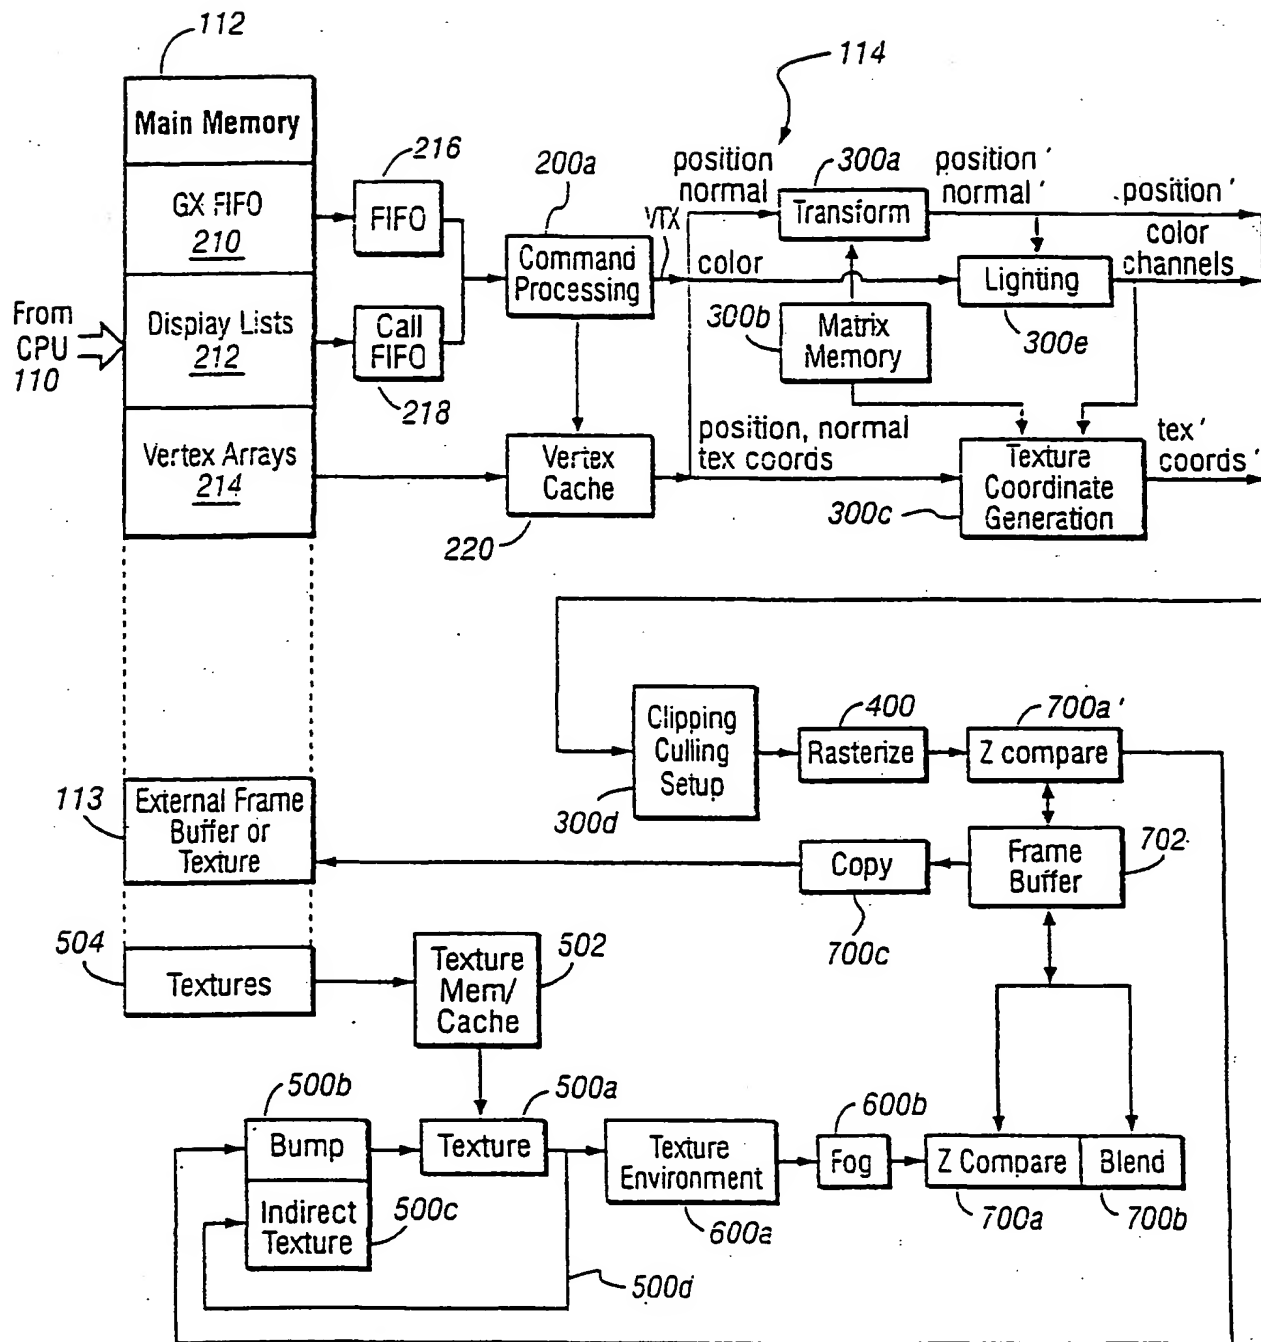 112
114
Main Memory
216
200a
position
normal
300a
position '
normal '
position '
GX FIFO
210
FIFO
VTX
Transform
color
channels
Command
Processing
color
Lighting
From
CPU
110
Display Lists
212
Call
FIFO
218
300b
Matrix
Memory
300e
Vertex Arrays
214
Vertex
Cache
220
position, normal
tex coords
300c
Texture
Coordinate
Generation
tex '
coords '
Clipping
Culling
Setup
300d
400
Rasterize
700a '
Z compare
113
External Frame
Buffer or
Texture
Copy
700c
Frame
Buffer
702
504
Textures
Texture
Mem/
Cache
502
500b
Bump
500a
Texture
Texture
Environment
600a
600b
Fog
Z Compare
Blend
700a
700b
Indirect
Texture
500c
500d